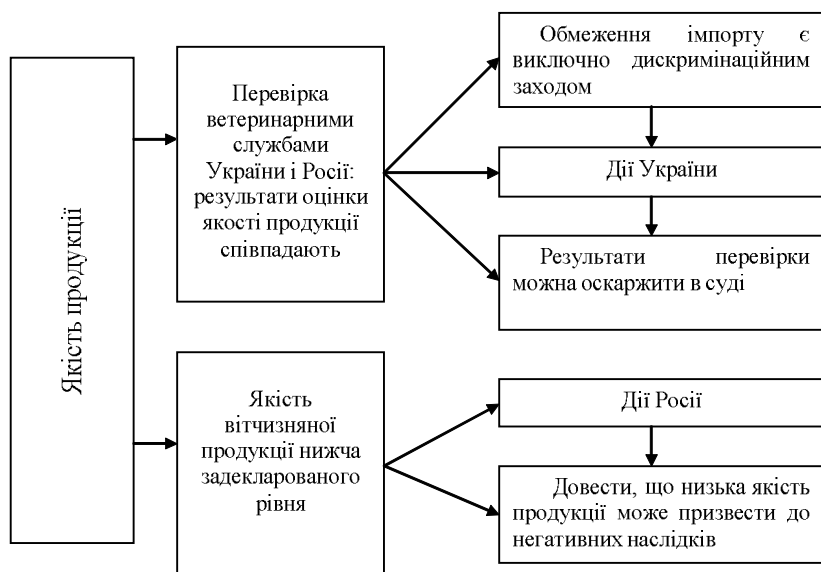 Якість продукції
Перевірка
ветеринарними
службами
України і Росії:
результати оцінки
якості продукції
співпадають
Обмеження імпорту є
виключно дискримінаційним
заходом
Дії України
Результати перевірки
можна оскаржити в суді
Якість
вітчизняної
продукції нижча
задекларованого
рівня
Дії Росії
Довести, що низька якість
продукції може призвести до
негативних наслідків